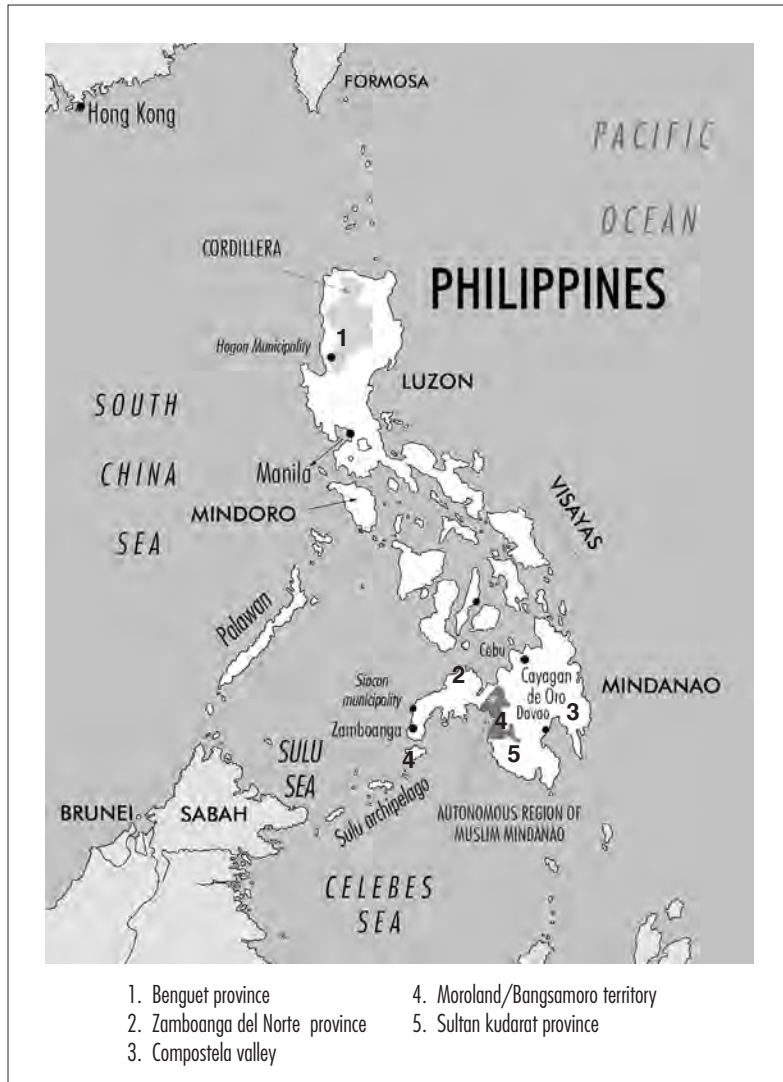 FORMOSA
Hong Kong
PACIFIC
OCEAN
CORDILLERA
PHILIPPINES
1
Hogon Municipality
LUZON
SOUTH
CHINA
SEA
Manila
MINDORO
VISAYAS
Palawan
Cebu
2
Siocon
municipality
Cayagan
de Oro
MINDANAO
Davao
3
4
Zamboanga
4
5
SULU
SEA
BRUNEI
SABAH
Sulu archipelago
AUTONOMOUS REGION OF
MUSLIM MINDANAO
CELEBES
SEA
1. Benguet province
2. Zamboanga del Norte province
3. Compostela valley
4. Moroland/Bangsamoro territory
5. Sultan kudarat province